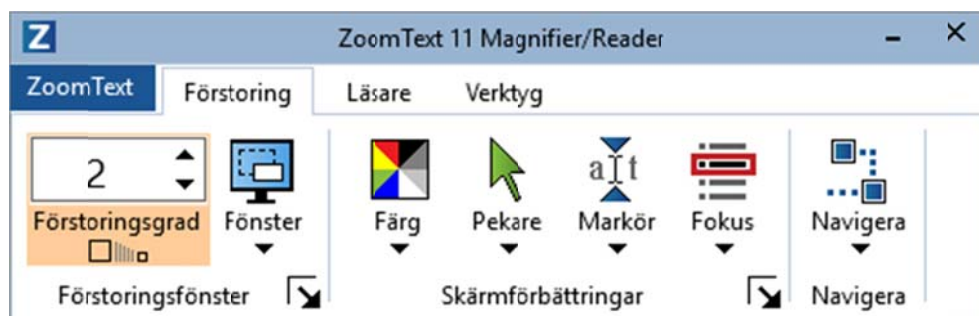 Z ZoomText 11 Magnifier/Reader
ZoomText Förstoring Läsare Verktyg
2
a t
Förstoringsgrad Fönster Färg Pekare Markör Fokus Navigera
Förstoringsfönster Skärmförbättringar Navigera